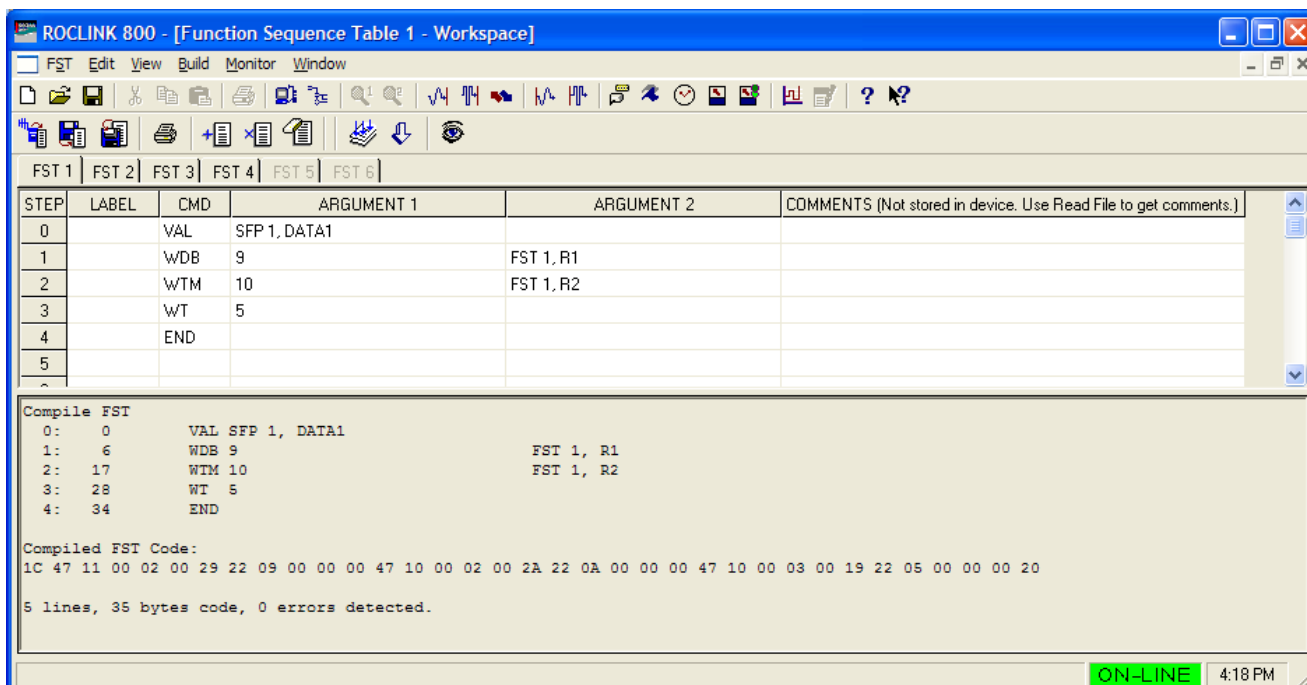 ROCLINK 800 - [Function Sequence Table 1 - Workspace]
FST Edit View Build Monitor Window
FST 1 FST 2 FST 3 FST 4 FST 5 FST 6
STEP LABEL CMD ARGUMENT 1 ARGUMENT 2 COMMENTS (Not stored in device. Use Read File to get comments.)
0 VAL SFP 1, DATA1
1 WDB 9 FST 1, R1
2 WTM 10 FST 1, R2
3 WT 5
4 END
5
Compile FST
0: 0 VAL SFP 1, DATA1
1: 6 WDB 9 FST 1, R1
2: 17 WTM 10 FST 1, R2
3: 28 WT 5
4: 34 END
Compiled FST Code:
1C 47 11 00 02 00 29 22 09 00 00 00 47 10 00 02 00 2A 22 0A 00 00 00 47 10 00 03 00 19 22 05 00 00 00 20
5 lines, 35 bytes code, 0 errors detected.
ON-LINE 4:18 PM